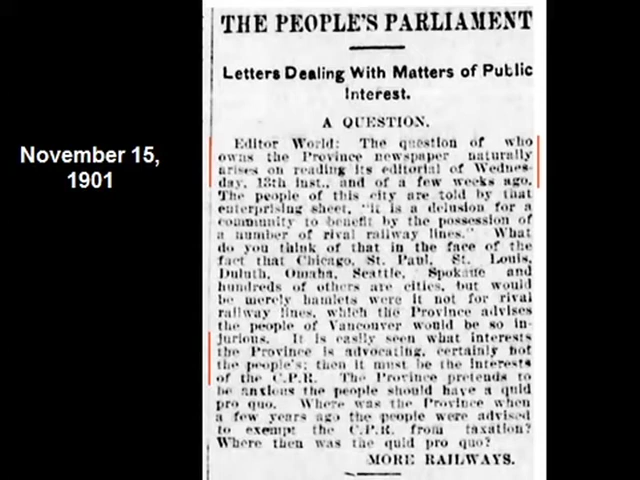 THE PEOPLE'S PARLIAMENT
Letters Dealing With Matters of Public
Interest.
A QUESTION.
November 15,
1901
Editor World: The question of who
owns the Province newspaper naturally
arises on reading its editorial of Wednes-
day, 13th inst., and of a few weeks ago.
The people of this city are told by that
enterprising sheet, "it is a delusion for a
community to benefit by the possession of
a number of rival railway lines." What
do you think of that in the face of the
fact that Chicago, St. Paul, St. Louis,
Duluth, Omaha, Seattle, Spokane and
hundreds of others are cities, but would
be merely hamlets were it not for rival
railway lines, which the Province advises
the people of Vancouver would be so in-
jurious. It is easily seen what interests
the Province is advocating, certainly not
the people's; then it must be the interests
of the C.P.R. The Province pretends to
be anxious the people should have a quid
pro quo. Where was the Province when
a few years ago the people were advised
to exempt the C.P.R. from taxation?
Where then was the quid pro quo?
MORE RAILWAYS.